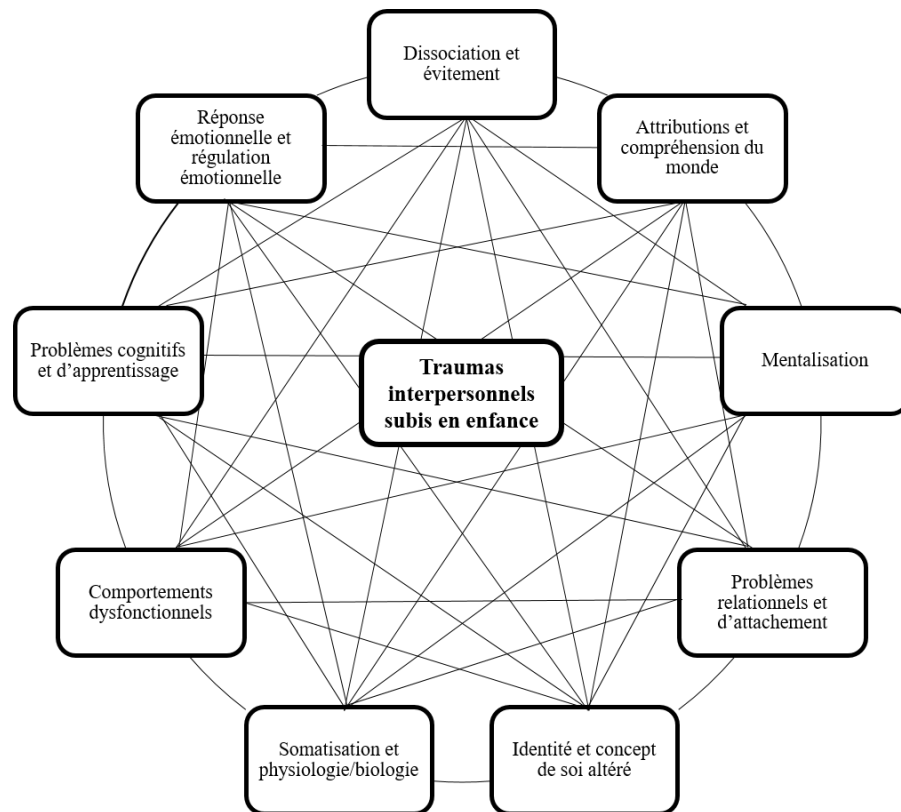 Dissociation et
évitement
Réponse
émotionnelle et
régulation
émotionnelle
Attributions et
compréhension du
monde
Problèmes cognitifs
et d’apprentissage
Traumas
interpersonnels
subis en enfance
Mentalisation
Comportements
dysfonctionnels
Problèmes
relationnels et
d’attachement
Somatisation et
physiologie/biologie
Identité et concept
de soi altéré